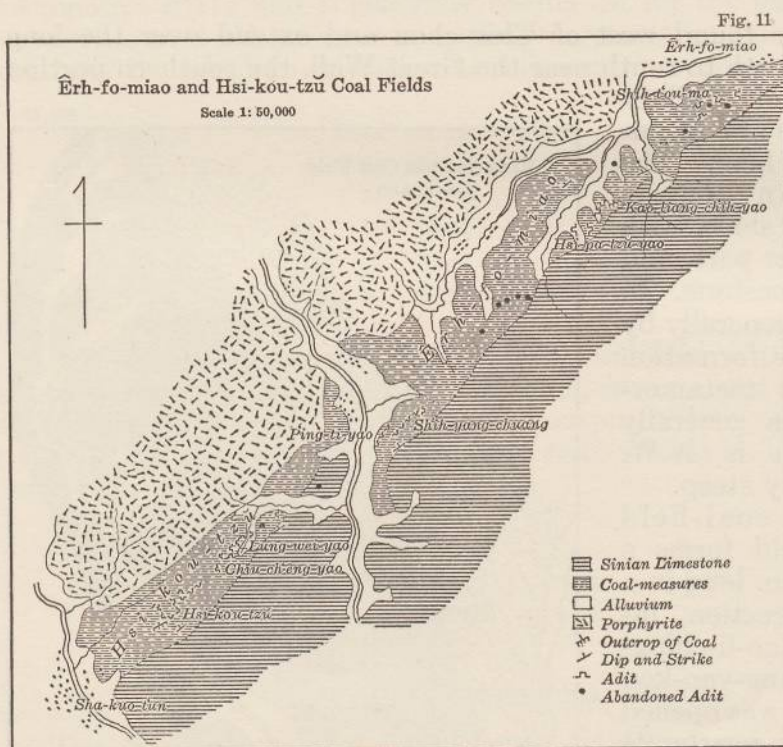 Fig. 11
Êrh-fo-miao and Hsi-kou-tzŭ Coal Fields
Scale 1: 50,000
Êrh-fo-miao
Shih-tou-ma
Kao-liang-chih-yao
Hsi-pa-tzŭ-yao
Êrh-fo-miao
Shih-yang-chuang
Ping-ti-yao
Hsi-kou-tzŭ
Lung-wei-yao
Chiu-ch'eng-yao
Hsi-kou-tzŭ
Sha-kuo-tun
Sinian Limestone
Coal-measures
Alluvium
Porphyrite
Outcrop of Coal
Dip and Strike
Adit
Abandoned Adit